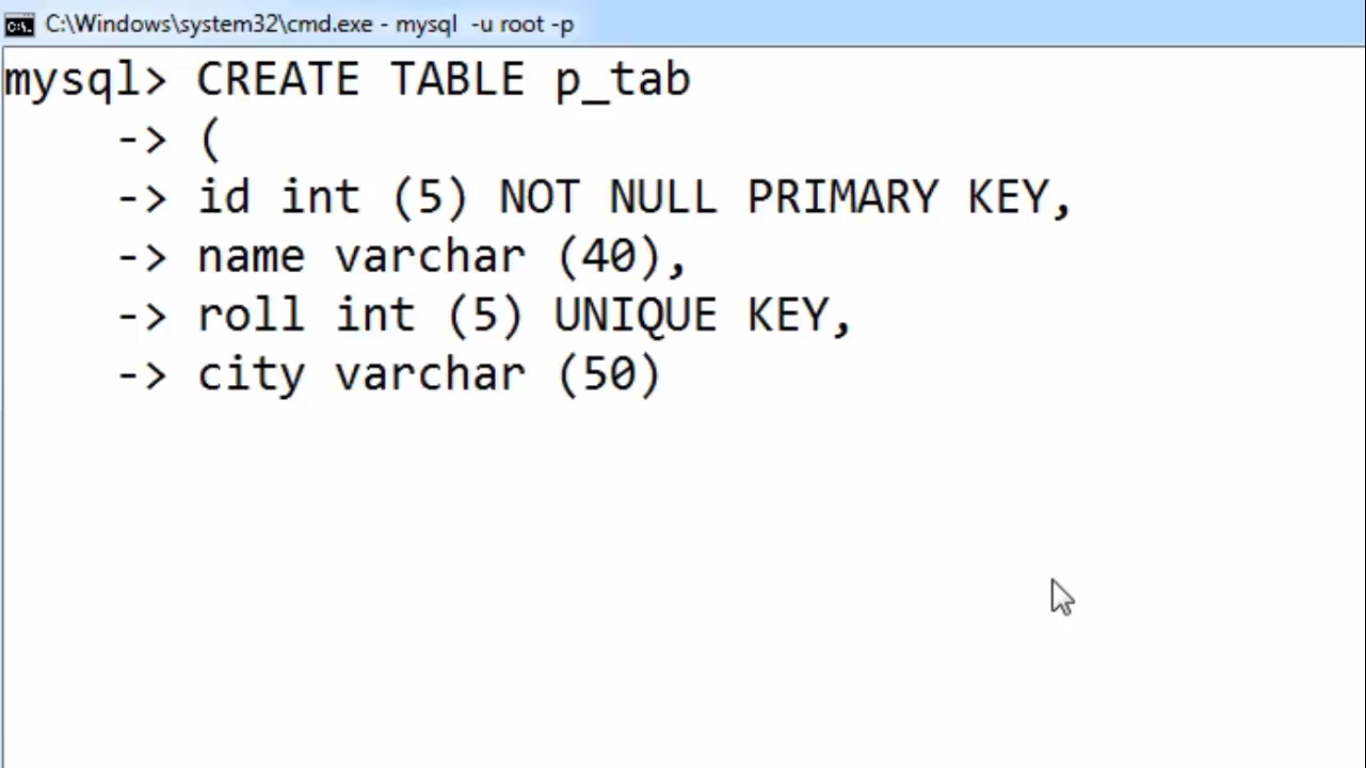 C:\Windows\system32\cmd.exe - mysql  -u root -p
mysql> CREATE TABLE p_tab
    -> (
    -> id int (5) NOT NULL PRIMARY KEY,
    -> name varchar (40),
    -> roll int (5) UNIQUE KEY,
    -> city varchar (50)